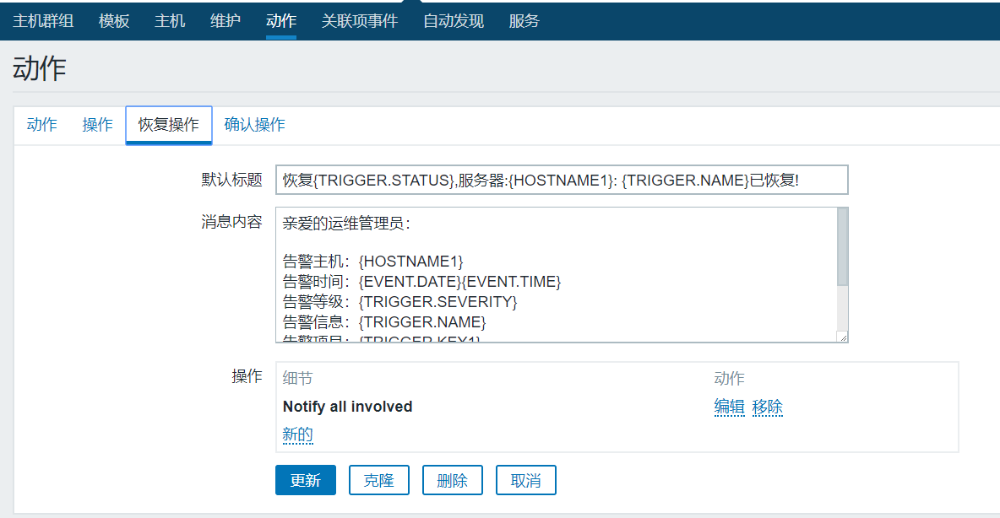 主机群组 模板 主机 维护 动作 关联项事件 自动发现 服务
动作
动作 操作 恢复操作 确认操作
默认标题 恢复{TRIGGER.STATUS},服务器:{HOSTNAME1}: {TRIGGER.NAME}已恢复!
消息内容 亲爱的运维管理员：
告警主机：{HOSTNAME1}
告警时间：{EVENT.DATE}{EVENT.TIME}
告警等级：{TRIGGER.SEVERITY}
告警信息：{TRIGGER.NAME}
告警项目：{TRIGGER.KEY1}
操作 细节 动作
Notify all involved 编辑 移除
新的
更新 克隆 删除 取消